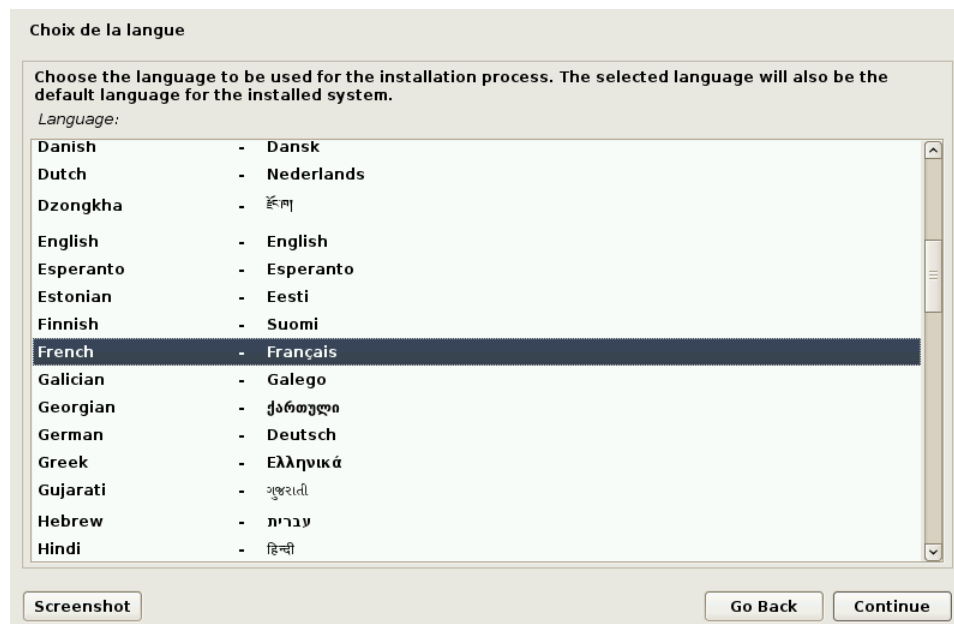 Choix de la langue
Choose the language to be used for the installation process. The selected language will also be the
default language for the installed system.
Language:
Danish - Dansk
Dutch - Nederlands
Dzongkha - རྫོང་ཁ།
English - English
Esperanto - Esperanto
Estonian - Eesti
Finnish - Suomi
French - Français
Galician - Galego
Georgian - ქართული
German - Deutsch
Greek - Ελληνικά
Gujarati - ગુજરાતી
Hebrew - עברית
Hindi - हिन्दी
Screenshot Go Back Continue